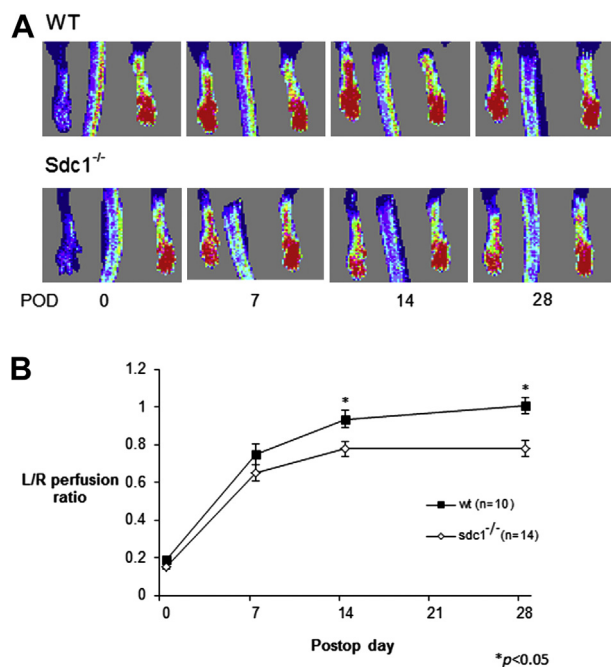 A
WT
Sdc1-/-
POD 0 7 14 28
B
1.2
1
0.8
0.6
0.4
0.2
0
L/R perfusion
ratio
*
*
wt (n=10)
sdc1-/- (n=14)
0 7 14 21 28
Postop day
*p<0.05